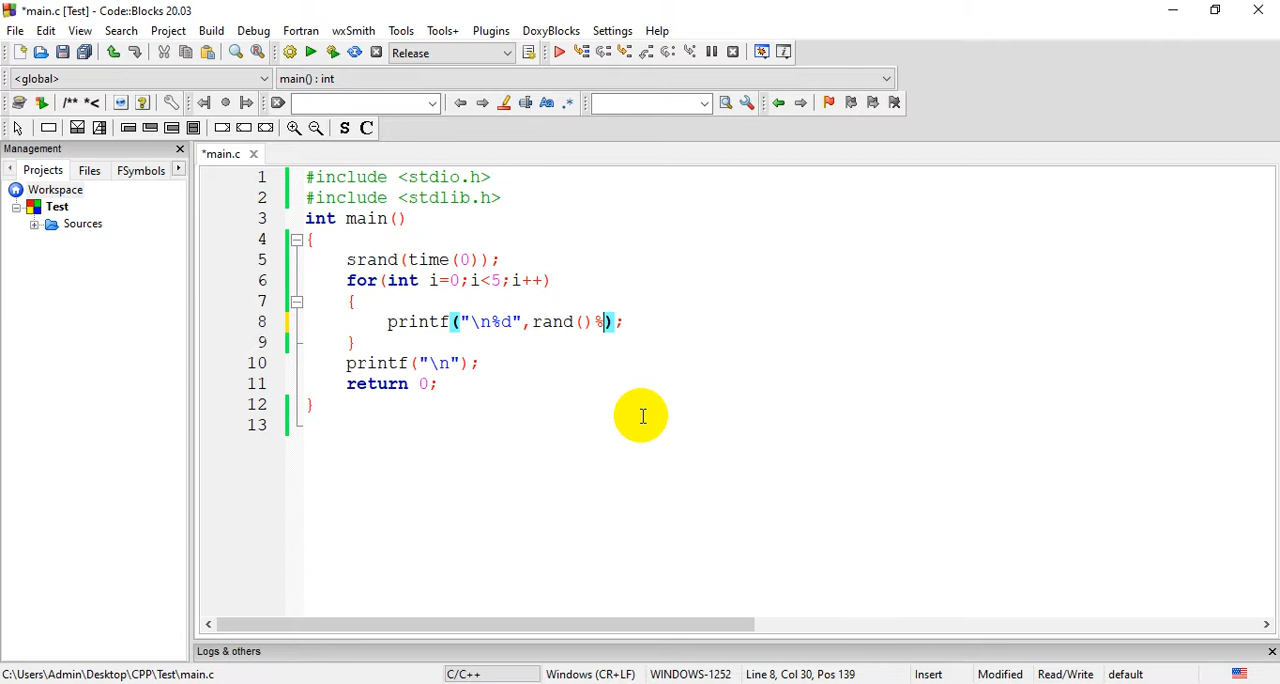 *main.c [Test] - Code::Blocks 20.03
File Edit View Search Project Build Debug Fortran wxSmith Tools Tools+ Plugins DoxyBlocks Settings Help
Release
<global> main() : int
/** *<
S C
Management
*main.c
Projects Files FSymbols
Workspace
Test
Sources
1 #include <stdio.h>
2 #include <stdlib.h>
3 int main()
4 {
5 srand(time(0));
6 for(int i=0;i<5;i++)
7 {
8 printf("\n%d",rand()%);
9 }
10 printf("\n");
11 return 0;
12 }
13
Logs & others
C:\Users\Admin\Desktop\CPP\Test\main.c C/C++ Windows (CR+LF) WINDOWS-1252 Line 8, Col 30, Pos 139 Insert Modified Read/Write default